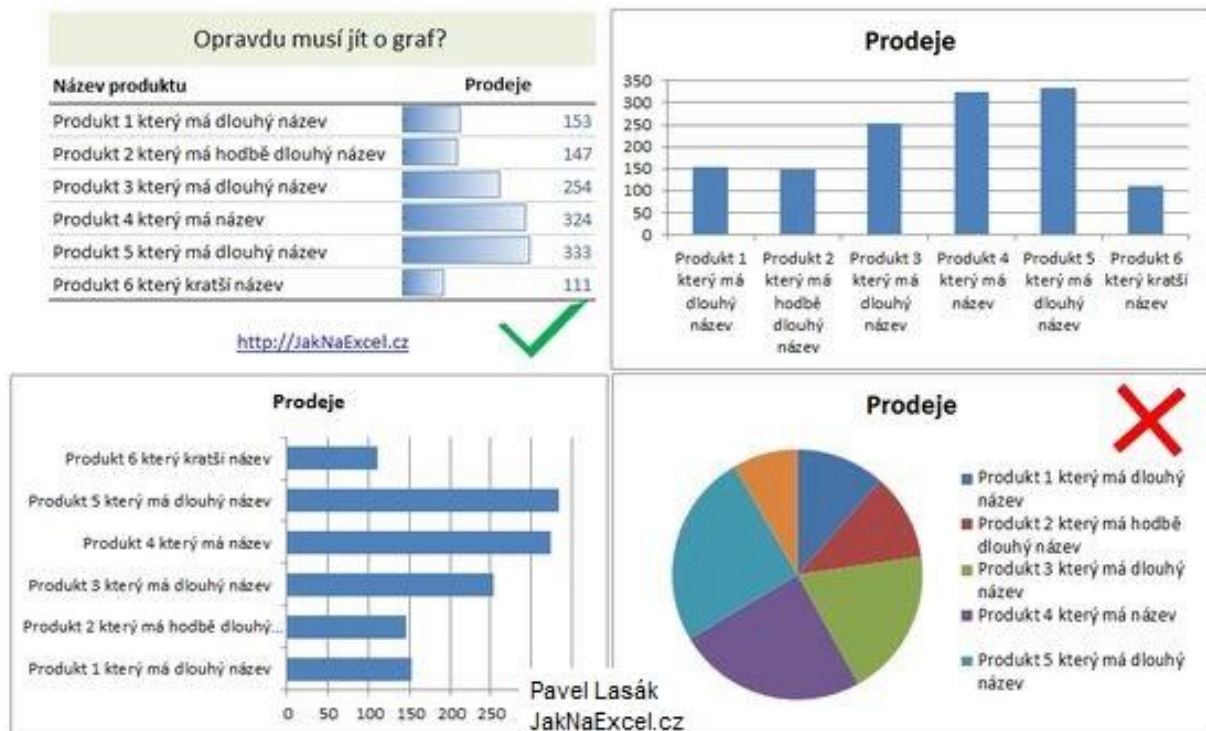 Opravdu musí jít o graf?
Název produktu Prodeje
Produkt 1 který má dlouhý název 153
Produkt 2 který má hodbě dlouhý název 147
Produkt 3 který má dlouhý název 254
Produkt 4 který má název 324
Produkt 5 který má dlouhý název 333
Produkt 6 který kratší název 111
http://JakNaExcel.cz
Prodeje
350
300
250
200
150
100
50
0
Produkt 1 Produkt 2 Produkt 3 Produkt 4 Produkt 5 Produkt 6
který má který má který má který má který má který kratší
dlouhý hodbě dlouhý název dlouhý název
název dlouhý název název
název
Prodeje
Produkt 6 který kratší název
Produkt 5 který má dlouhý název
Produkt 4 který má název
Produkt 3 který má dlouhý název
Produkt 2 který má hodbě dlouhý...
Produkt 1 který má dlouhý název
0 50 100 150 200 250
Pavel Lasák
JakNaExcel.cz
Prodeje
Produkt 1 který má dlouhý
název
Produkt 2 který má hodbě
dlouhý název
Produkt 3 který má dlouhý
název
Produkt 4 který má název
Produkt 5 který má dlouhý
název